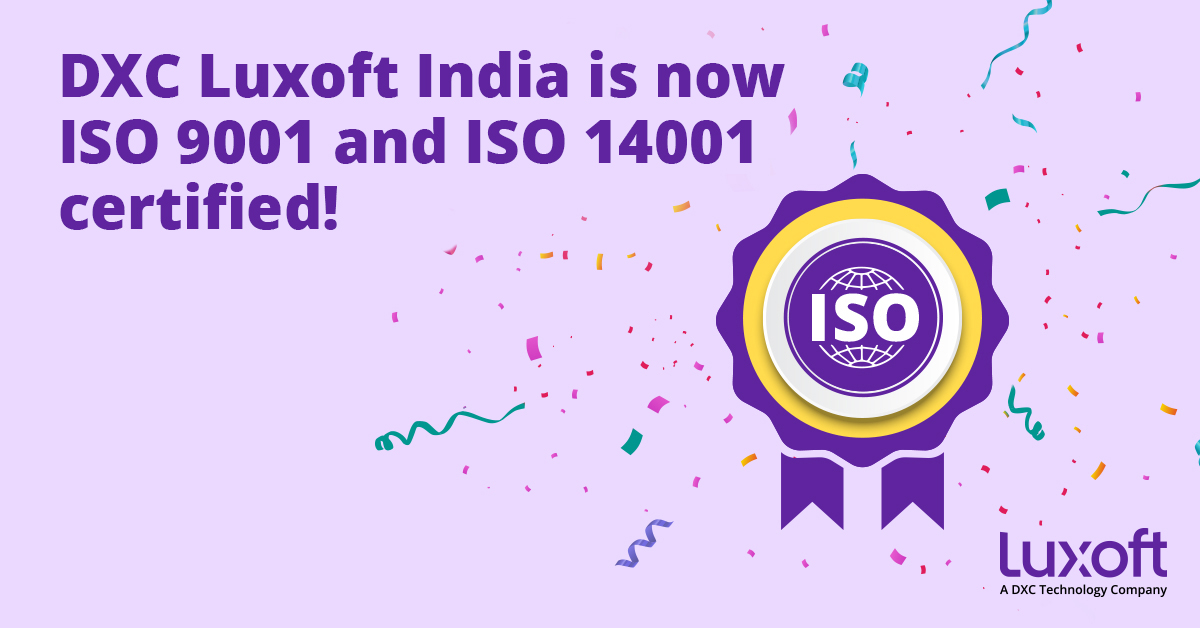 DXC Luxoft India is now
ISO 9001 and ISO 14001
certified!
ISO
luxoft
A DXC Technology Company